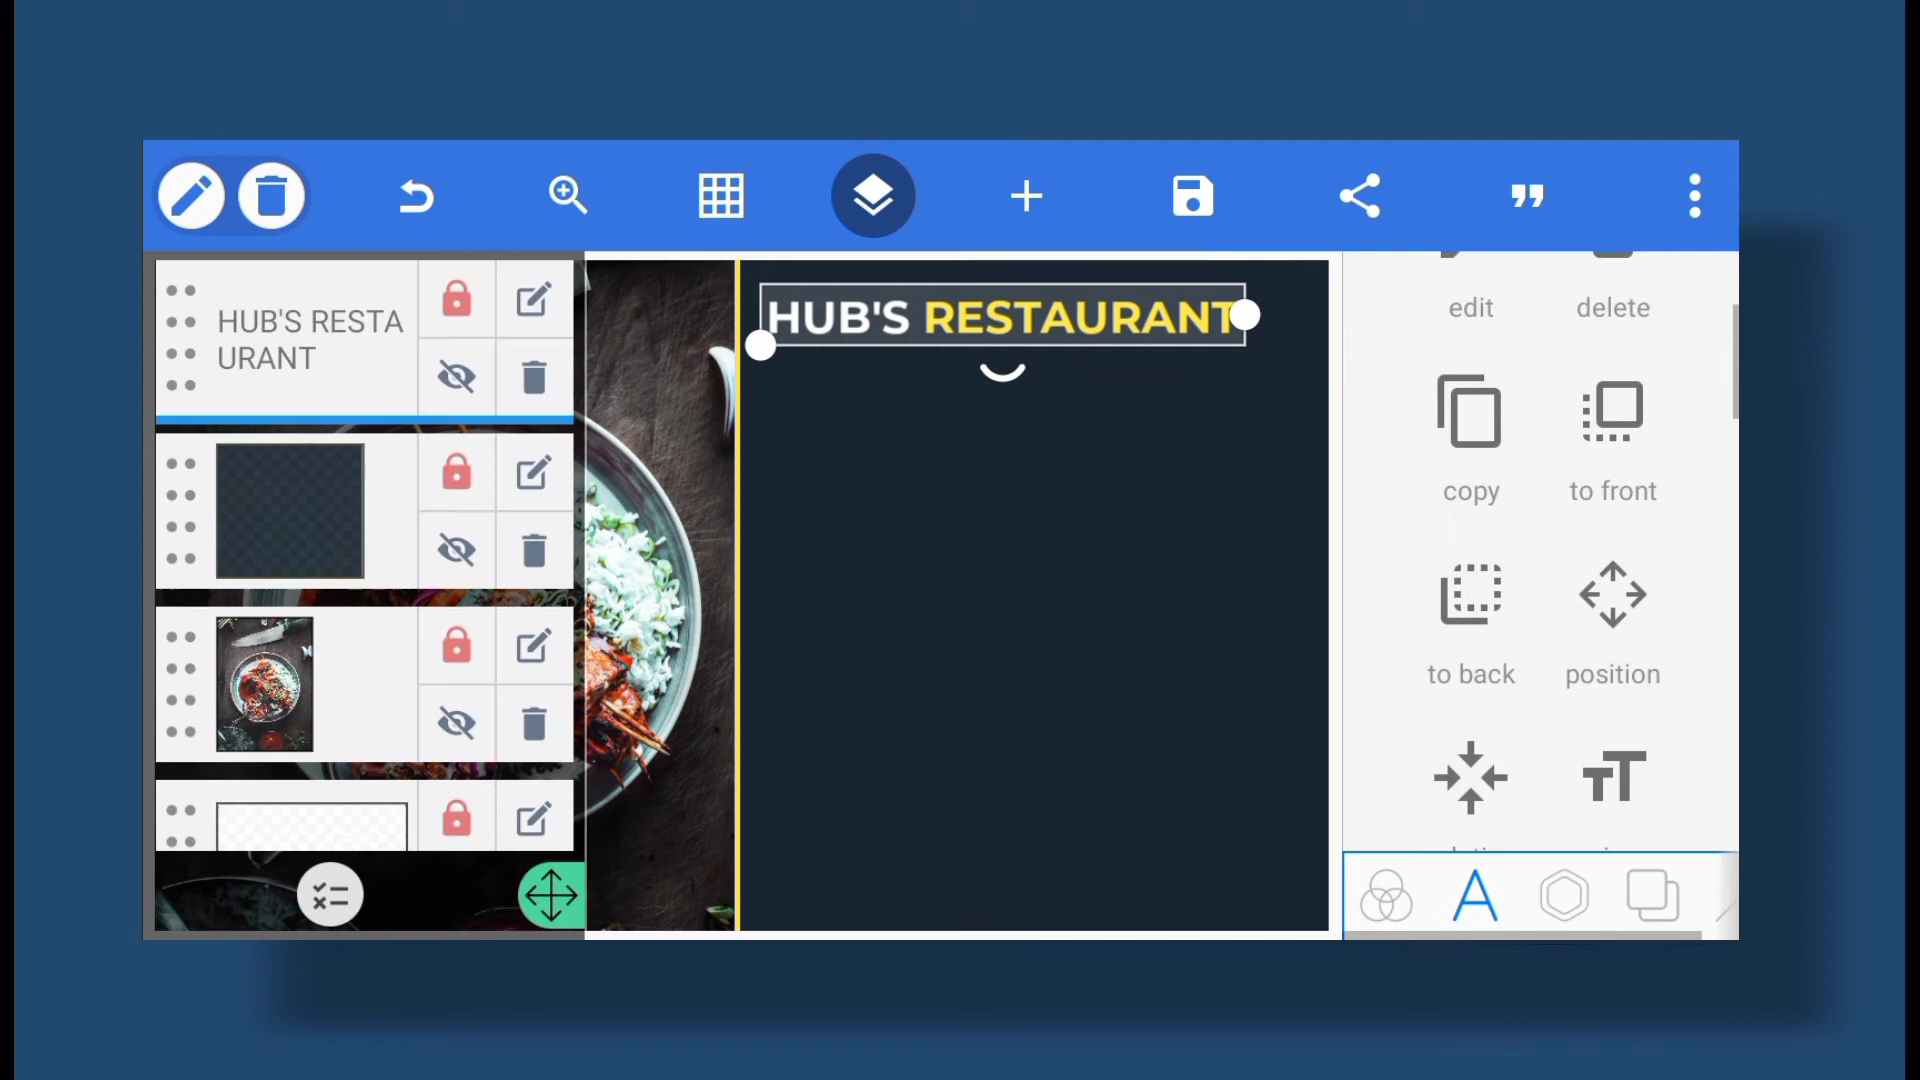 HUB'S RESTA
URANT
HUB'S RESTAURANT
edit
delete
copy
to front
to back
position